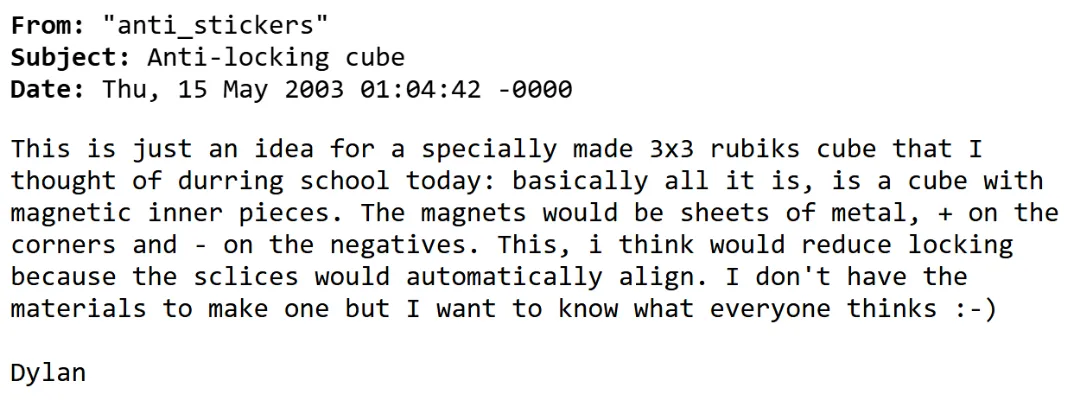 From: "anti_stickers"
Subject: Anti-locking cube
Date: Thu, 15 May 2003 01:04:42 -0000
This is just an idea for a specially made 3x3 rubiks cube that I
thought of durring school today: basically all it is, is a cube with
magnetic inner pieces. The magnets would be sheets of metal, + on the
corners and - on the negatives. This, i think would reduce locking
because the sclices would automatically align. I don't have the
materials to make one but I want to know what everyone thinks :-)
Dylan